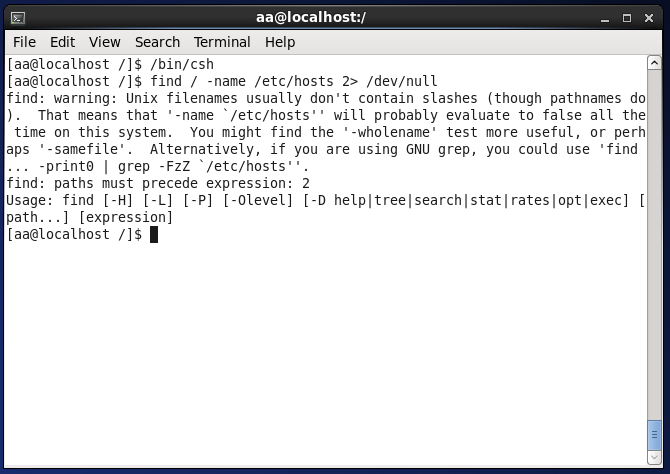 aa@localhost:/
File Edit View Search Terminal Help
[aa@localhost /]$ /bin/csh
[aa@localhost /]$ find / -name /etc/hosts 2> /dev/null
find: warning: Unix filenames usually don't contain slashes (though pathnames do
).  That means that '-name `/etc/hosts'' will probably evaluate to false all the
 time on this system.  You might find the '-wholename' test more useful, or perh
aps '-samefile'.  Alternatively, if you are using GNU grep, you could use 'find
... -print0 | grep -FzZ `/etc/hosts''.
find: paths must precede expression: 2
Usage: find [-H] [-L] [-P] [-Olevel] [-D help|tree|search|stat|rates|opt|exec] [
path...] [expression]
[aa@localhost /]$